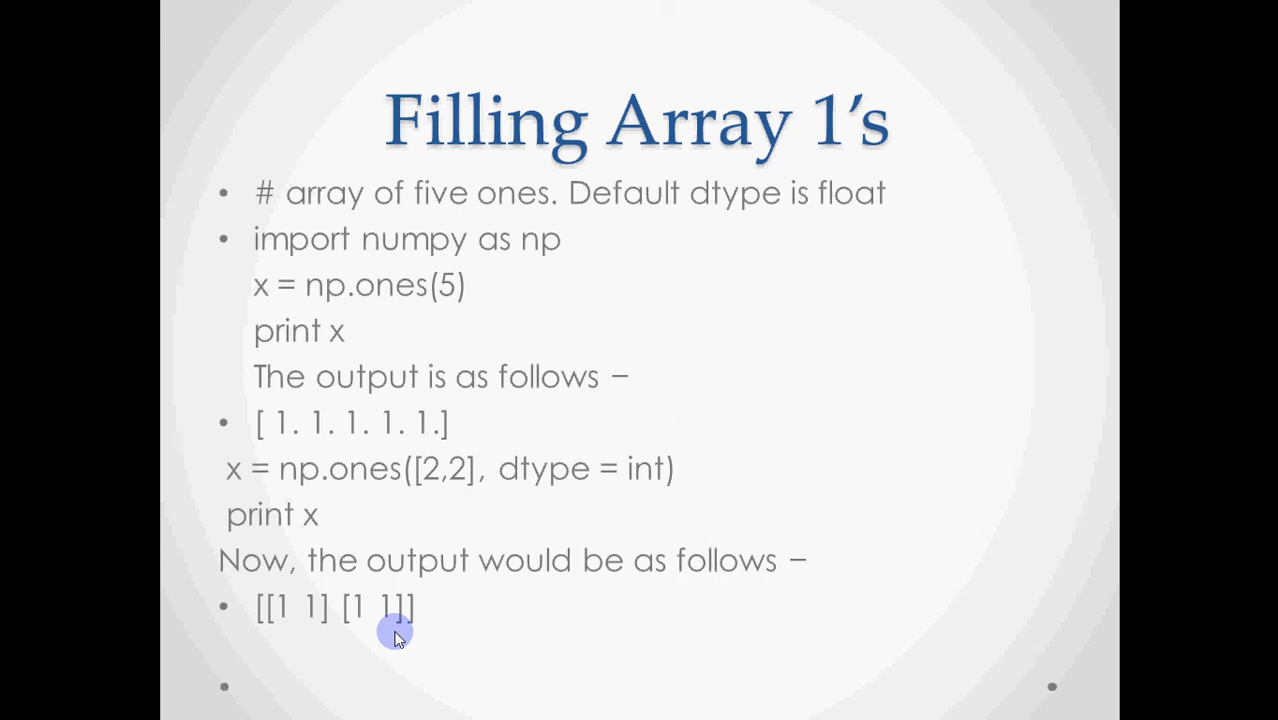 Filling Array 1’s
• # array of five ones. Default dtype is float
• import numpy as np
x = np.ones(5)
print x
The output is as follows −
• [ 1. 1. 1. 1. 1.]
x = np.ones([2,2], dtype = int)
print x
Now, the output would be as follows −
• [[1 1] [1 1]]